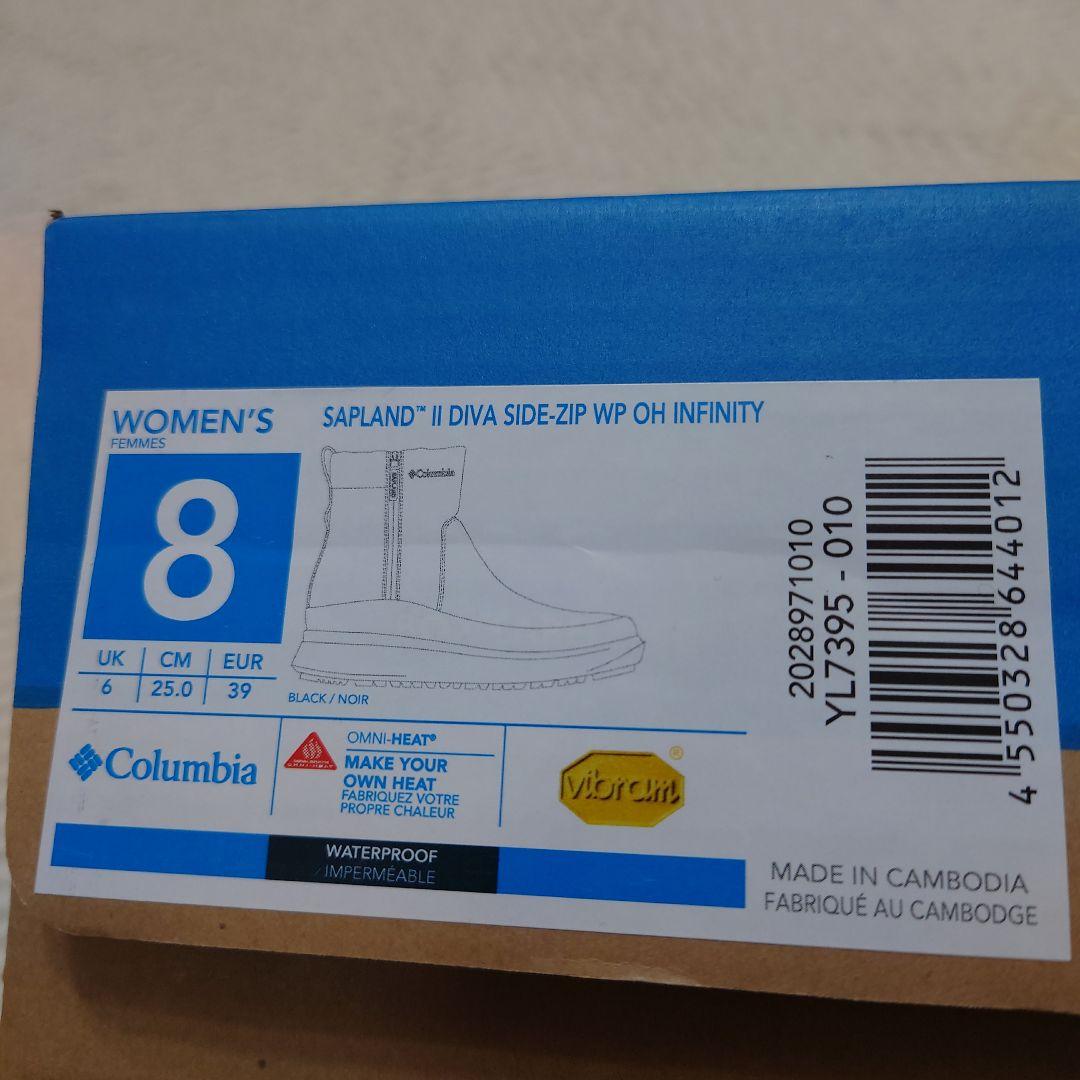 WOMEN'S
FEMMES
SAPLAND™ II DIVA SIDE-ZIP WP OH INFINITY
8
UK CM EUR
6 25.0 39
Columbia
BLACK / NOIR
2028971010
YL7395 - 010
4 550328 644012
Columbia
OMNI-HEAT®
MAKE YOUR
OWN HEAT
FABRIQUEZ VOTRE
PROPRE CHALEUR
vibram®
WATERPROOF
IMPERMÉABLE
MADE IN CAMBODIA
FABRIQUÉ AU CAMBODGE